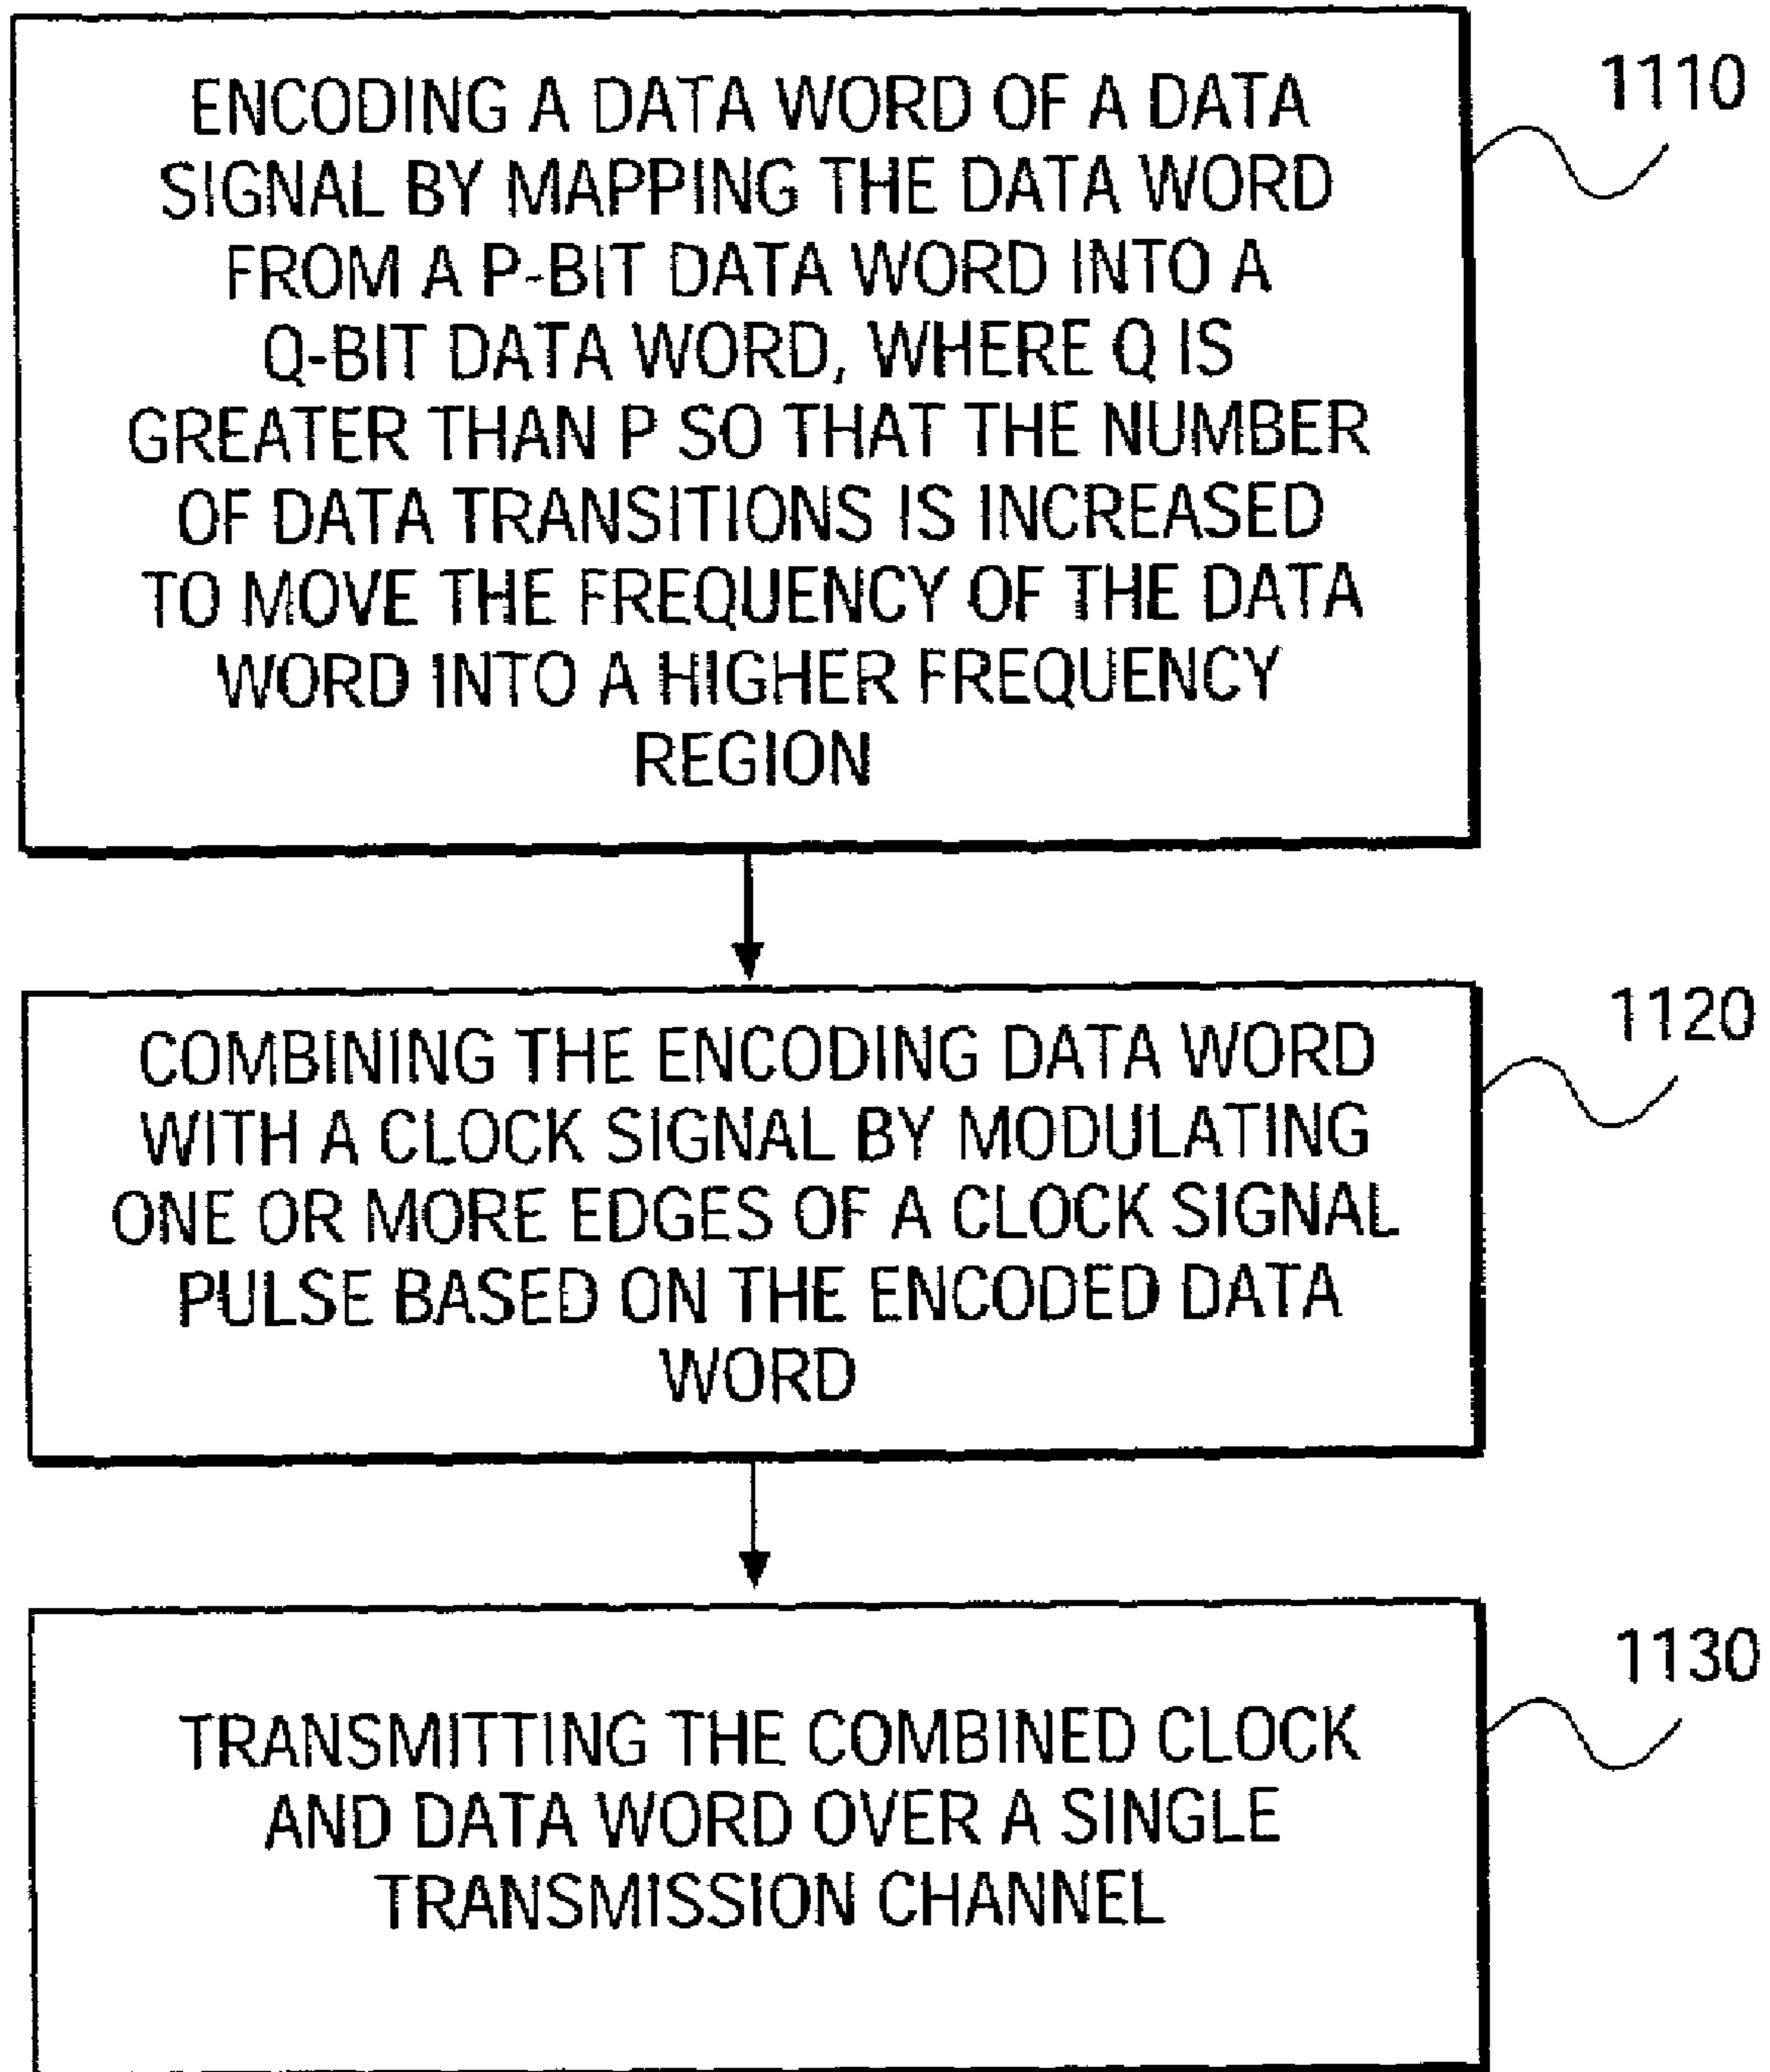 ENCODING A DATA WORD OF A DATA
SIGNAL BY MAPPING THE DATA WORD
FROM A P-BIT DATA WORD INTO A
Q-BIT DATA WORD, WHERE Q IS
GREATER THAN P SO THAT THE NUMBER
OF DATA TRANSITIONS IS INCREASED
TO MOVE THE FREQUENCY OF THE DATA
WORD INTO A HIGHER FREQUENCY
REGION
1110
COMBINING THE ENCODING DATA WORD
WITH A CLOCK SIGNAL BY MODULATING
ONE OR MORE EDGES OF A CLOCK SIGNAL
PULSE BASED ON THE ENCODED DATA
WORD
1120
TRANSMITTING THE COMBINED CLOCK
AND DATA WORD OVER A SINGLE
TRANSMISSION CHANNEL
1130